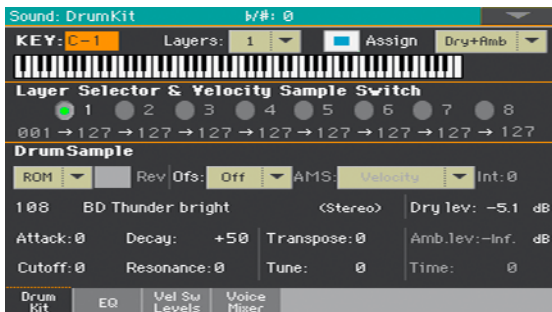 Sound: DrumKit b/#: 0
KEY: C-1 Layers: 1 Assign Dry+Amb
Layer Selector & Velocity Sample Switch
1 2 3 4 5 6 7 8
001 → 127 → 127 → 127 → 127 → 127 → 127 → 127 → 127
Drum Sample
ROM Rev Ofs: Off AMS: Velocity Int: 0
108 BD Thunder bright (Stereo) Dry lev: -5.1 dB
Attack: 0 Decay: +50 Transpose: 0 Amb.lev: -Inf. dB
Cutoff: 0 Resonance: 0 Tune: 0 Time: 0
Drum Kit EQ Vel Sw Levels Voice Mixer